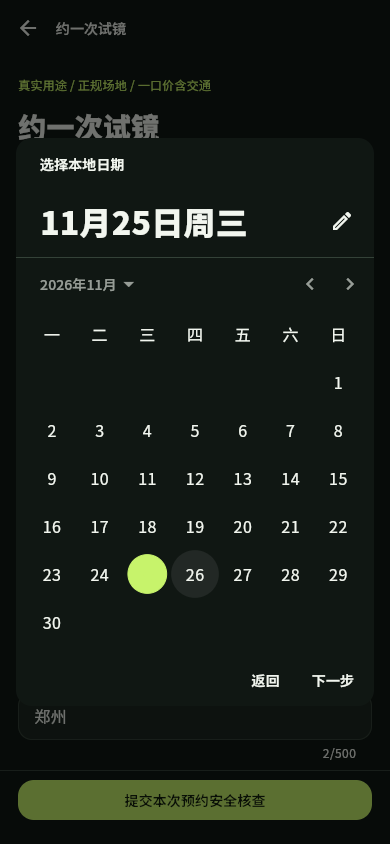 约一次试镜
真实用途 / 正规场地 / 一口价含交通
约一次试镜
选择本地日期
11月25日周三
2026年11月
一 二 三 四 五 六 日
1
2 3 4 5 6 7 8
9 10 11 12 13 14 15
16 17 18 19 20 21 22
23 24 26 27 28 29
30
返回 下一步
郑州
2/500
提交本次预约安全核查